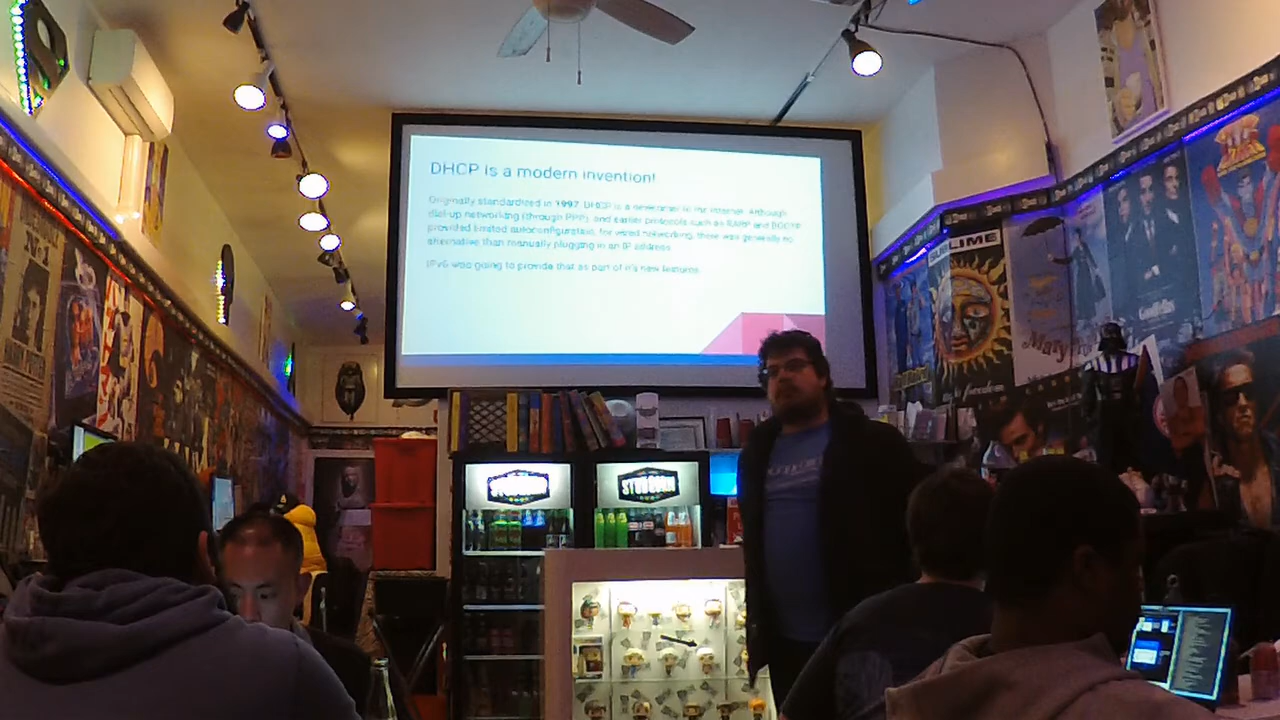 DHCP is a modern invention!
Originally standardized in 1997, DHCP is a newcomer to the Internet. Although
dial-up networking (through PPP), and earlier protocols such as RARP and BOOTP
provided limited autoconfiguration, for wired networking, there was generally no
alternative than manually plugging in an IP address.
IPv6 was going to provide that as part of it's new features.
SUBLIME